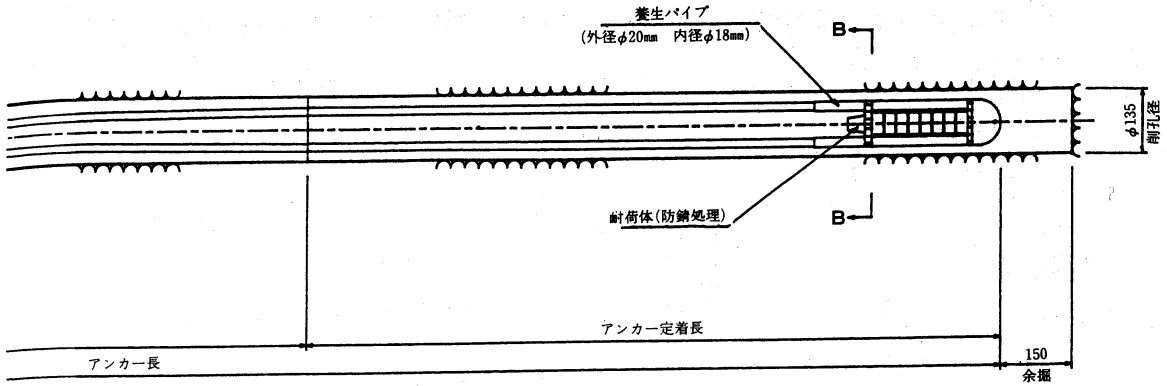 養生パイプ
(外径φ20mm 内径φ18mm)
B
φ135
削孔径
耐荷体(防錆処理)
B
アンカー定着長
アンカー長
150
余掘